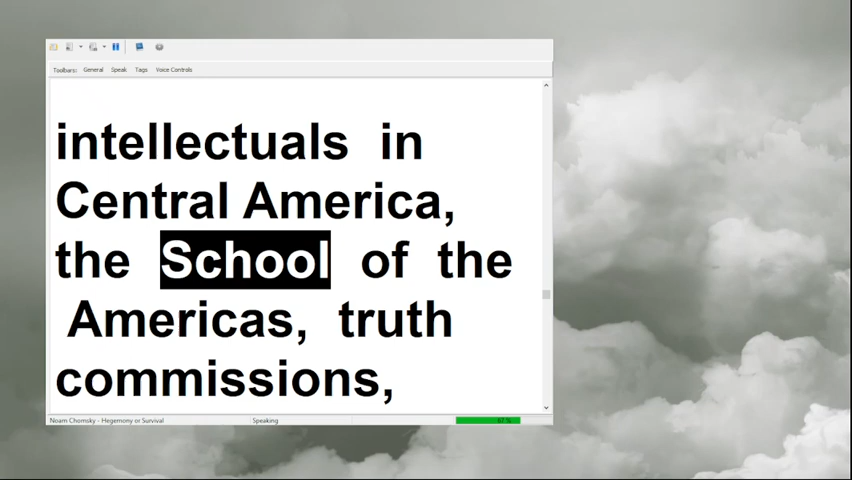 Toolbars: General Speak Tags Voice Controls
intellectuals in
Central America,
the School of the
Americas, truth
commissions,
Noam Chomsky - Hegemony or Survival Speaking 67 %